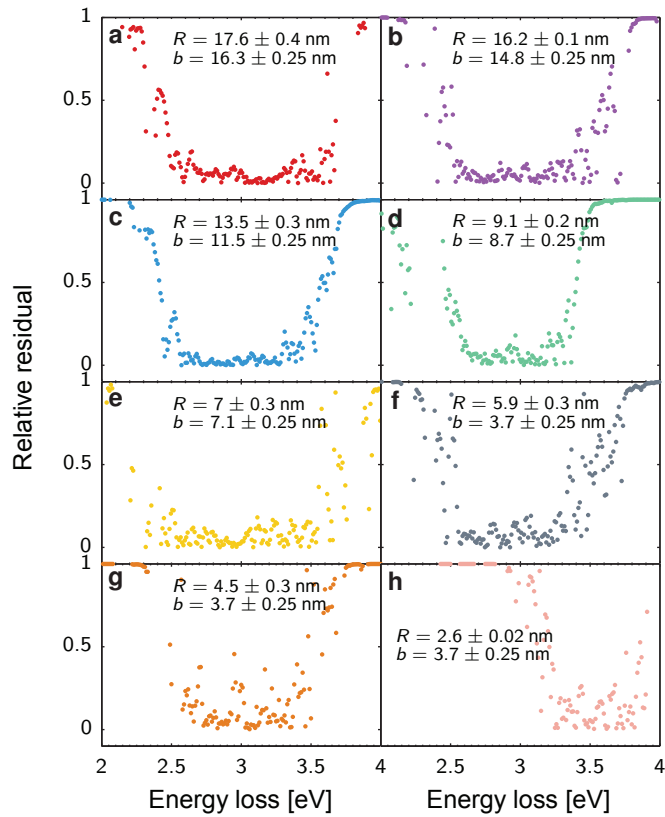 a
R = 17.6 ± 0.4 nm
b = 16.3 ± 0.25 nm
b
R = 16.2 ± 0.1 nm
b = 14.8 ± 0.25 nm
1
0.5
0
c
R = 13.5 ± 0.3 nm
b = 11.5 ± 0.25 nm
d
R = 9.1 ± 0.2 nm
b = 8.7 ± 0.25 nm
1
0.5
0
e
R = 7 ± 0.3 nm
b = 7.1 ± 0.25 nm
f
R = 5.9 ± 0.3 nm
b = 3.7 ± 0.25 nm
1
0.5
0
g
R = 4.5 ± 0.3 nm
b = 3.7 ± 0.25 nm
h
R = 2.6 ± 0.02 nm
b = 3.7 ± 0.25 nm
1
0.5
0
Relative residual
2 2.5 3 3.5 4 2.5 3 3.5 4
Energy loss [eV] Energy loss [eV]